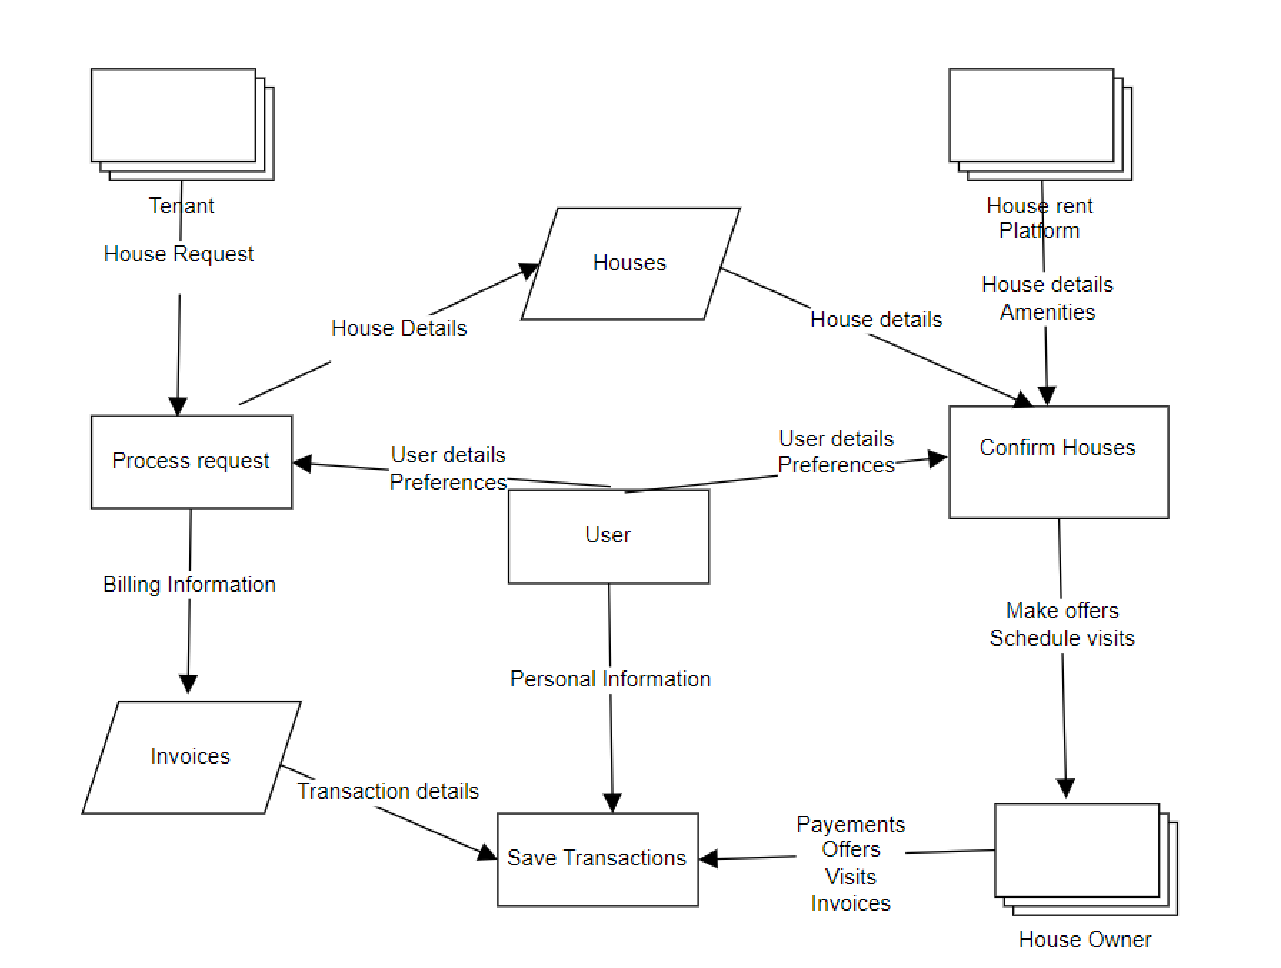 Tenant
House rent
Platform
House Request
Houses
House details
Amenities
House Details
House details
User details
Preferences
User details
Preferences
Confirm Houses
Process request
User
Billing Information
Make offers
Schedule visits
Personal Information
Invoices
Transaction details
Payements
Offers
Visits
Invoices
Save Transactions
House Owner